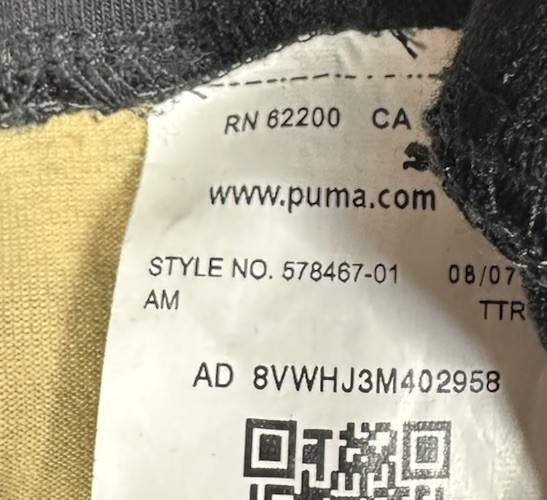 RN 62200 CA
www.puma.com
STYLE NO. 578467-01 08/07
AM TTR
AD 8VWHJ3M402958